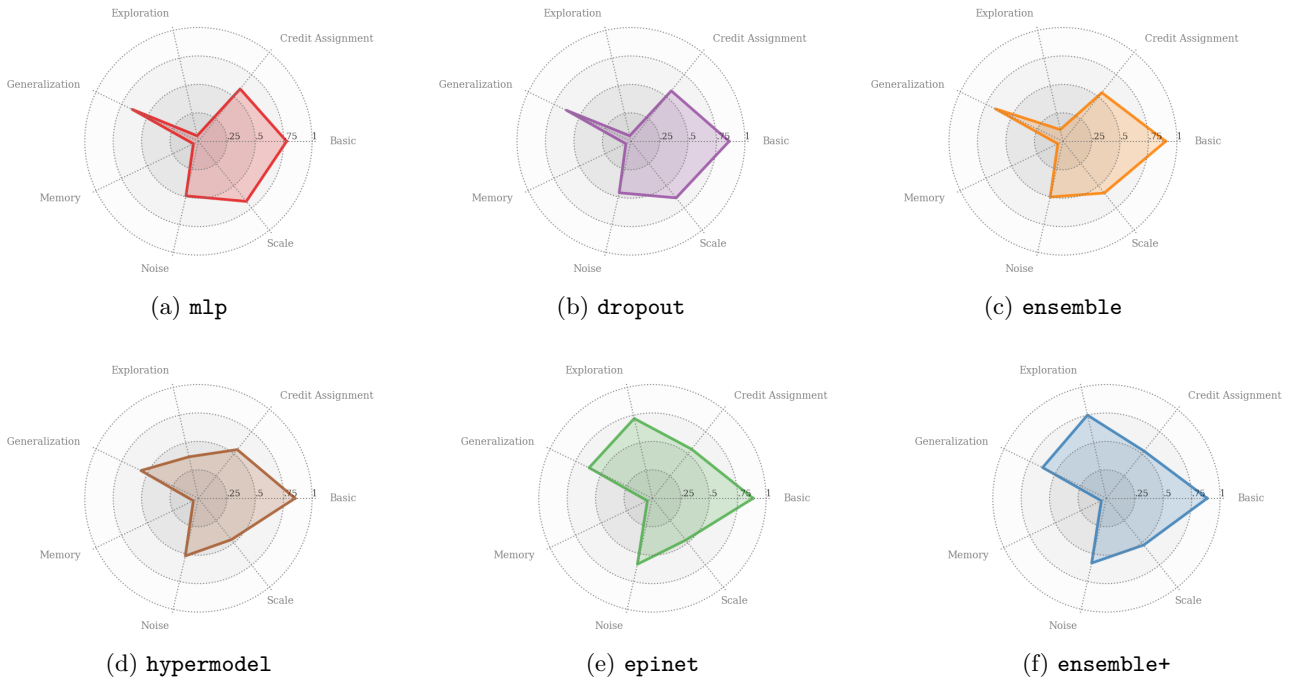 Exploration
Credit Assignment
Generalization
.25 .5 .75 1
Basic
Memory
Scale
Noise
(a) mlp
Exploration
Credit Assignment
Generalization
.25 .5 .75 1
Basic
Memory
Scale
Noise
(b) dropout
Exploration
Credit Assignment
Generalization
.25 .5 .75 1
Basic
Memory
Scale
Noise
(c) ensemble
Exploration
Credit Assignment
Generalization
.25 .5 .75 1
Basic
Memory
Scale
Noise
(d) hypermodel
Exploration
Credit Assignment
Generalization
.25 .5 .75 1
Basic
Memory
Scale
Noise
(e) epinet
Exploration
Credit Assignment
Generalization
.25 .5 .75 1
Basic
Memory
Scale
Noise
(f) ensemble+